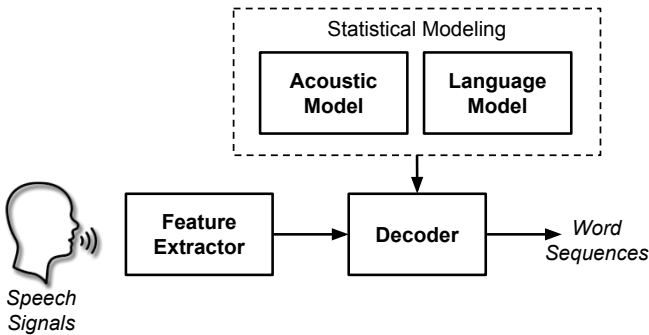 Statistical Modeling
Acoustic
Model
Language
Model
Feature
Extractor
Decoder
Word
Sequences
Speech
Signals